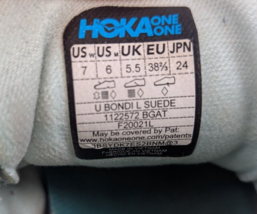 HOKA ONE ONE
US W US M UK EU JPN
7 6 5.5 38⅔ 24
U BONDI L SUEDE
1122572 BGAT
F20021L
May be covered by Pat:
www.hokaoneone.com/patents